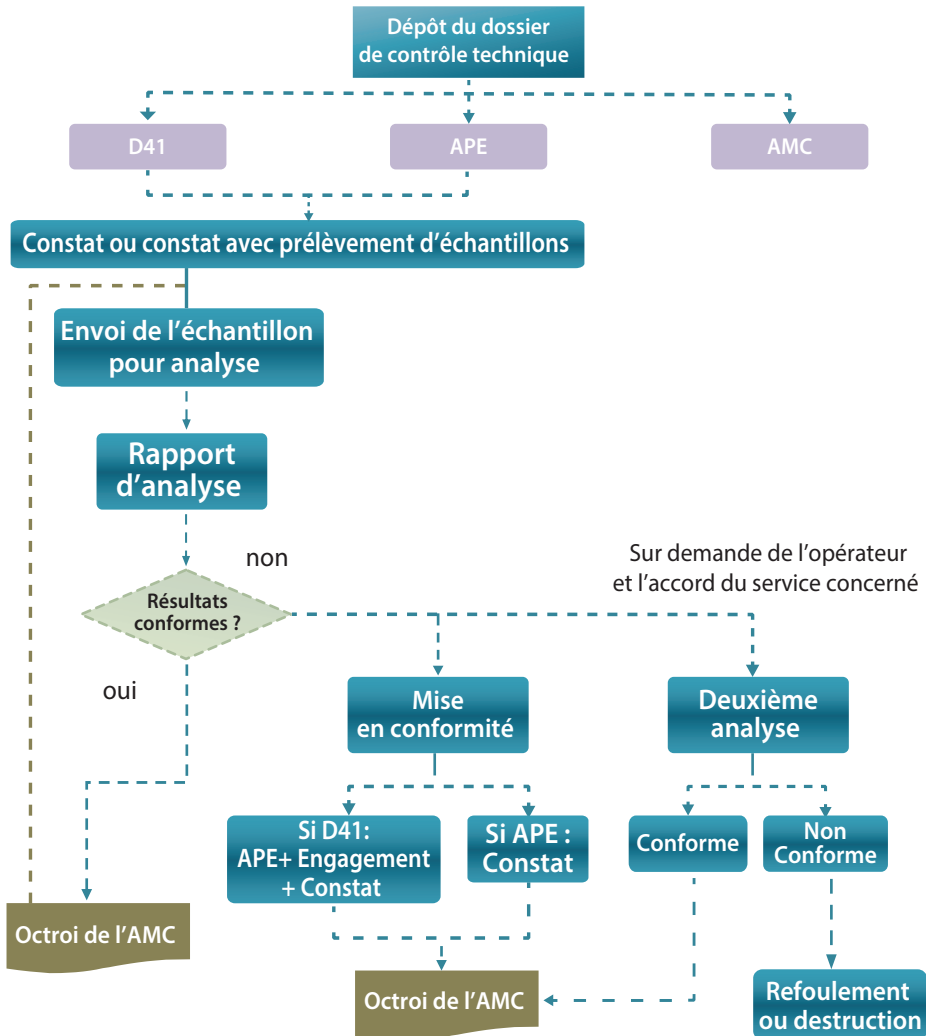 Dépôt du dossier
de contrôle technique
D41
APE
AMC
Constat ou constat avec prélèvement d’échantillons
Envoi de l’échantillon
pour analyse
Rapport
d’analyse
non
Sur demande de l’opérateur
et l’accord du service concerné
Résultats
conformes ?
oui
Mise
en conformité
Deuxième
analyse
Si D41:
APE+ Engagement
+ Constat
Si APE :
Constat
Conforme
Non
Conforme
Octroi de l’AMC
Octroi de l’AMC
Refoulement
ou destruction